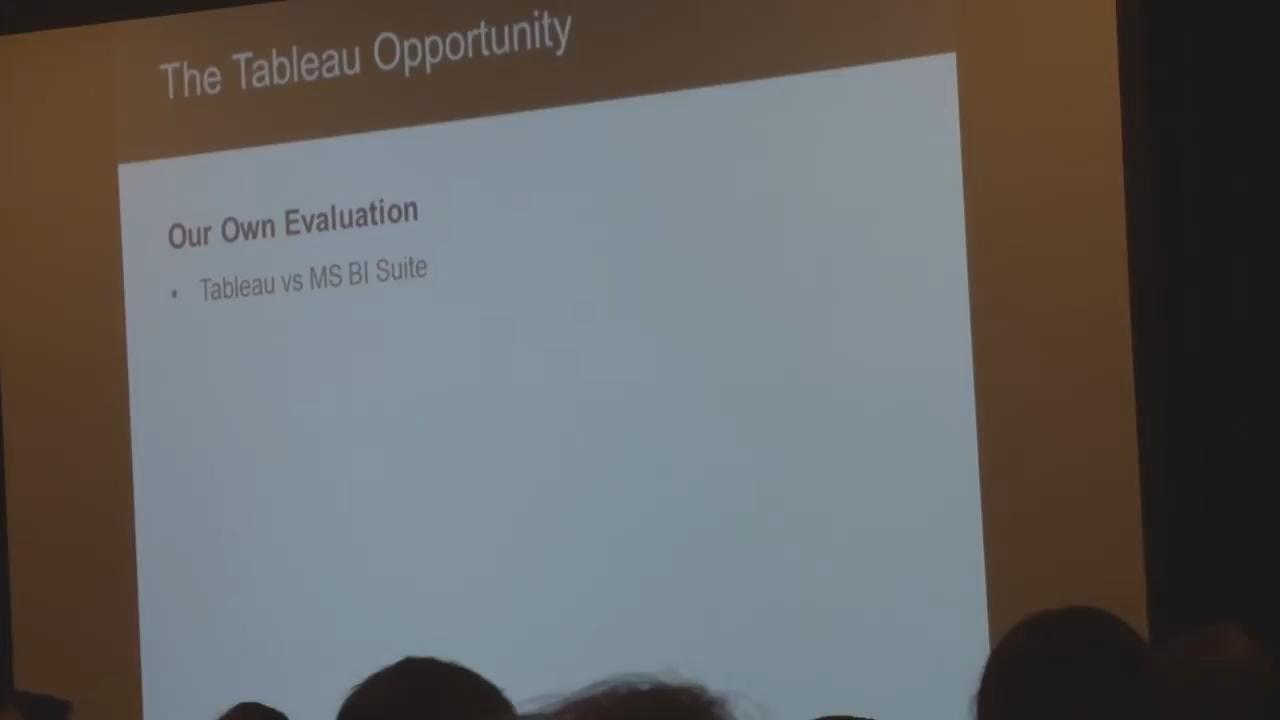 The Tableau Opportunity
Our Own Evaluation
• Tableau vs MS BI Suite